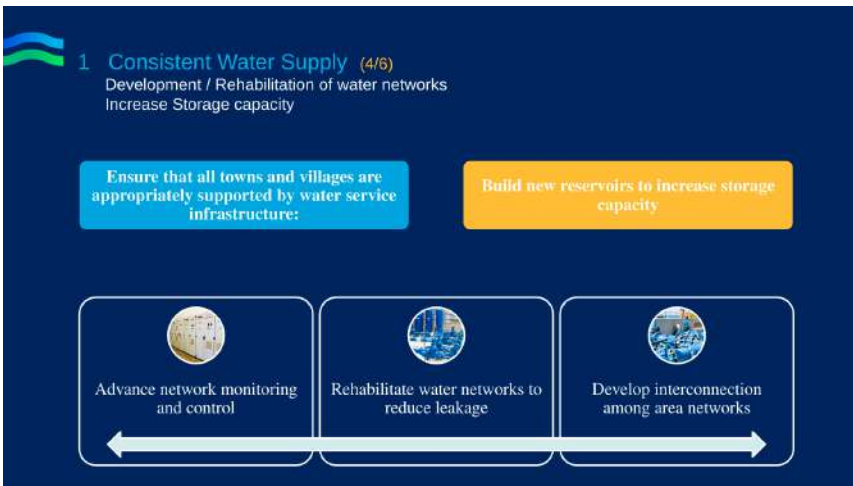 1 Consistent Water Supply (4/6)
Development / Rehabilitation of water networks
Increase Storage capacity
Ensure that all towns and villages are
appropriately supported by water service
infrastructure:
Build new reservoirs to increase storage
capacity
Advance network monitoring
and control
Rehabilitate water networks to
reduce leakage
Develop interconnection
among area networks